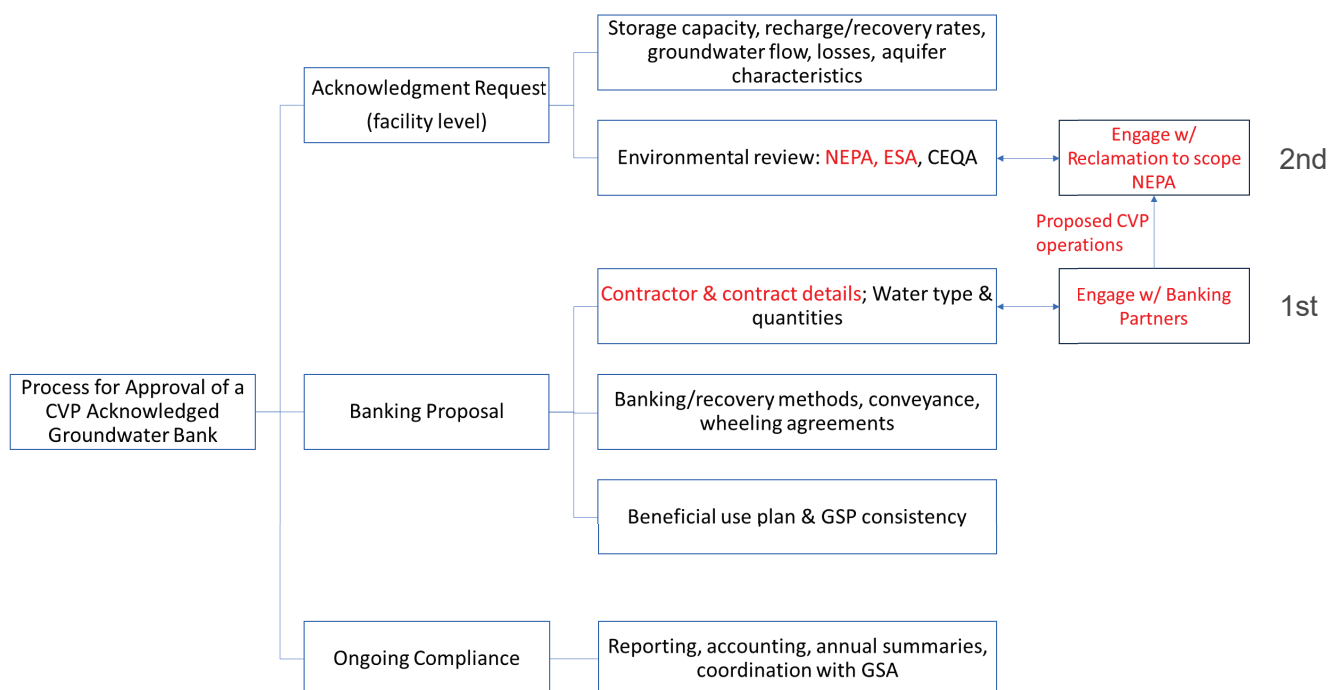 Storage capacity, recharge/recovery rates,
groundwater flow, losses, aquifer
characteristics
Acknowledgment Request
(facility level)
Environmental review: NEPA, ESA, CEQA
Engage w/
Reclamation to scope
NEPA
2nd
Proposed CVP
operations
Contractor & contract details; Water type &
quantities
Engage w/ Banking
Partners
1st
Process for Approval of a
CVP Acknowledged
Groundwater Bank
Banking Proposal
Banking/recovery methods, conveyance,
wheeling agreements
Beneficial use plan & GSP consistency
Ongoing Compliance
Reporting, accounting, annual summaries,
coordination with GSA